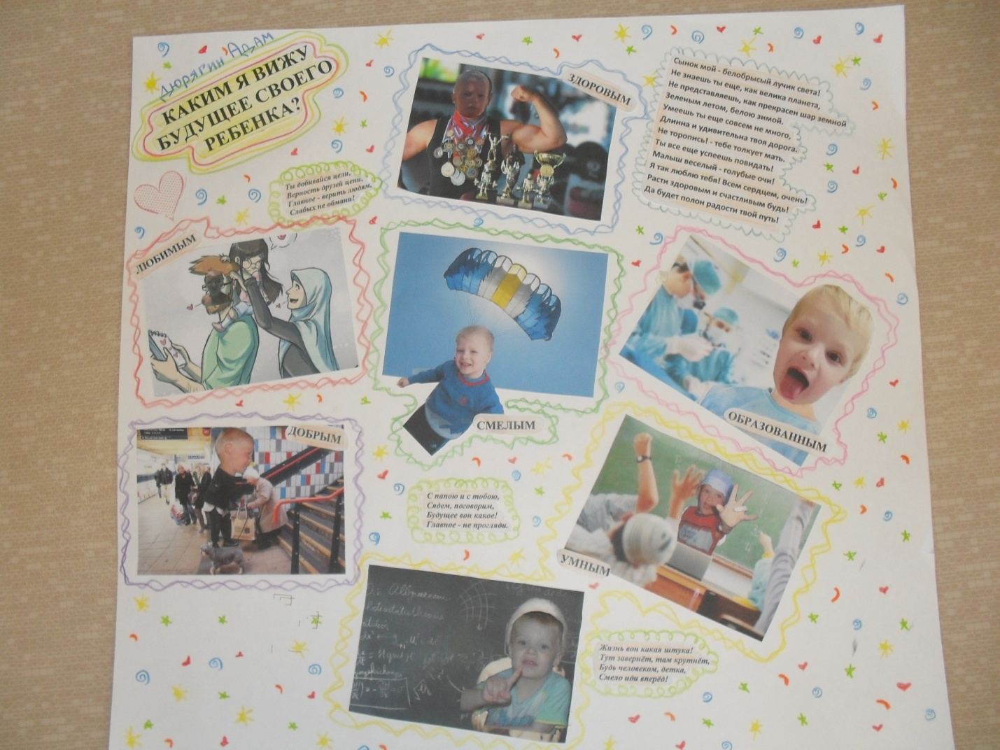 Дюрягин Адам
КАКИМ Я ВИЖУ
БУДУЩЕЕ СВОЕГО
РЕБЕНКА?
Ты добивайся цели,
Верность друзей цени,
Главное - верить людям,
Слабых не обмани!
ЗДОРОВЫМ
Сынок мой - белобрысый лучик света!
Не знаешь ты еще, как велика планета,
Не представляешь, как прекрасен шар земной
Зеленым летом, белою зимой.
Умеешь ты еще совсем не много,
Длинна и удивительна твоя дорога.
Не торопись! - тебе толкует мать.
Ты все еще успеешь повидать!
Малыш веселый - голубые очи!
Я так люблю тебя! Всем сердцем, очень!
Расти здоровым и счастливым будь!
Да будет полон радости твой путь!
ЛЮБИМЫМ
СМЕЛЫМ
ОБРАЗОВАННЫМ
ДОБРЫМ
С папою и с тобою,
Сядем, поговорим,
Будущее вон какое!
Главное - не прогляди.
УМНЫМ
Жизнь вон какая штука!
Тут завернёт, там крутнёт,
Будь человеком, детка,
Смело иди вперёд!